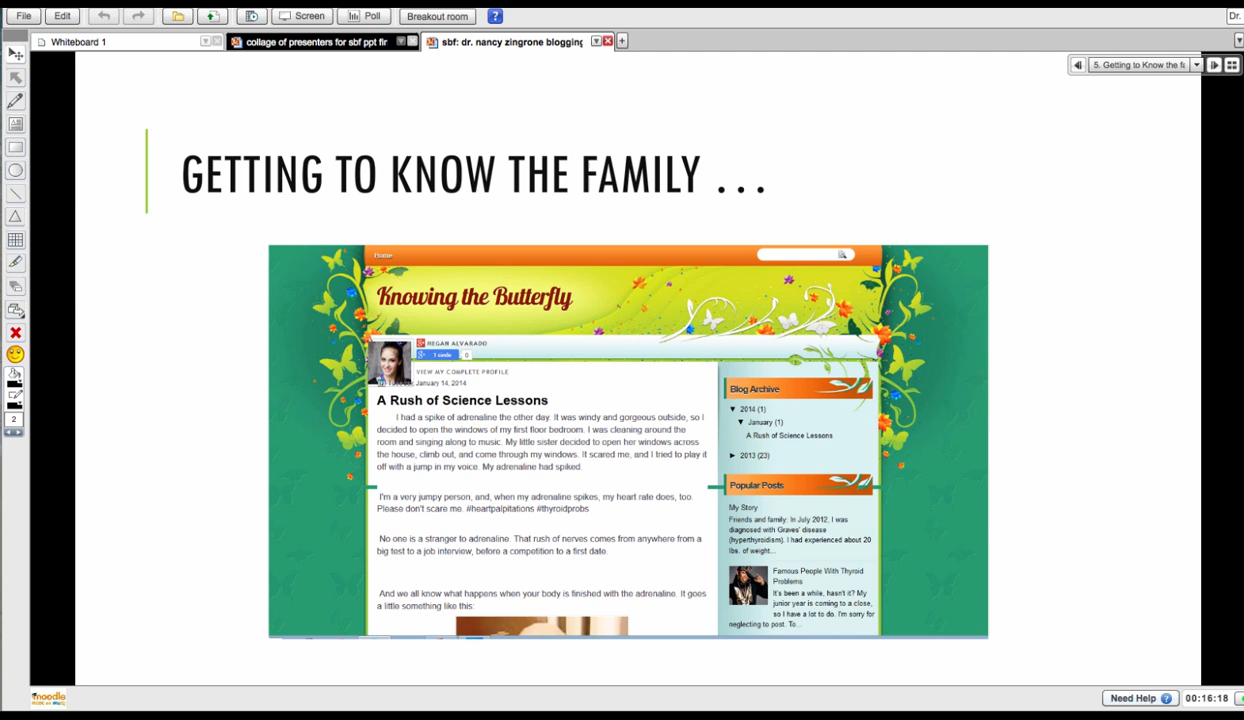 File Edit Screen Poll Breakout room ? Dr.
Whiteboard 1 collage of presenters for sbf ppt fir sbf: dr. nancy zingrone blogging
5. Getting to Know the fa
GETTING TO KNOW THE FAMILY . . .
Home
Knowing the Butterfly
REGAN ALVARADO
1 circle 0
VIEW MY COMPLETE PROFILE
January 14, 2014
A Rush of Science Lessons
I had a spike of adrenaline the other day. It was windy and gorgeous outside, so I
decided to open the windows of my first floor bedroom. I was cleaning around the
room and singing along to music. My little sister decided to open her windows across
the house, climb out, and come through my windows. It scared me, and I tried to play it
off with a jump in my voice. My adrenaline had spiked.
I'm a very jumpy person, and, when my adrenaline spikes, my heart rate does, too.
Please don't scare me. #heartpalpitations #thyroidprobs
No one is a stranger to adrenaline. That rush of nerves comes from anywhere from a
big test to a job interview, before a competition to a first date.
And we all know what happens when your body is finished with the adrenaline. It goes
a little something like this:
Blog Archive
▼ 2014 (1)
▼ January (1)
A Rush of Science Lessons
► 2013 (23)
Popular Posts
My Story
Friends and family: In July 2012, I was
diagnosed with Graves' disease
(hyperthyroidism). I had experienced about 20
lbs. of weight...
Famous People With Thyroid
Problems
It's been a while, hasn't it? My
junior year is coming to a close,
so I have a lot to do. I'm sorry for
neglecting to post. To...
2
moodle
Need Help ? 00:16:18